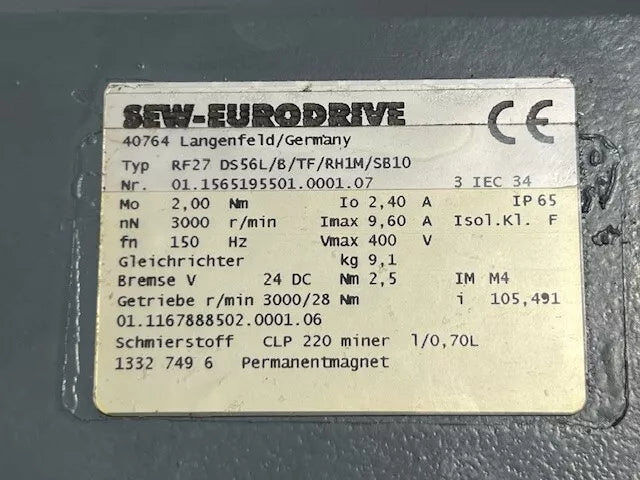 SEW-EURODRIVE CE
40764 Langenfeld/Germany
Typ RF27 DS56L/B/TF/RH1M/SB10
Nr. 01.1565195501.0001.07 3 IEC 34
Mo 2,00 Nm Io 2,40 A IP 65
nN 3000 r/min Imax 9,60 A Isol.Kl. F
fn 150 Hz Vmax 400 V
Gleichrichter kg 9,1
Bremse V 24 DC Nm 2,5 IM M4
Getriebe r/min 3000/28 Nm i 105,491
01.1167888502.0001.06
Schmierstoff CLP 220 miner l/0,70L
1332 749 6 Permanentmagnet